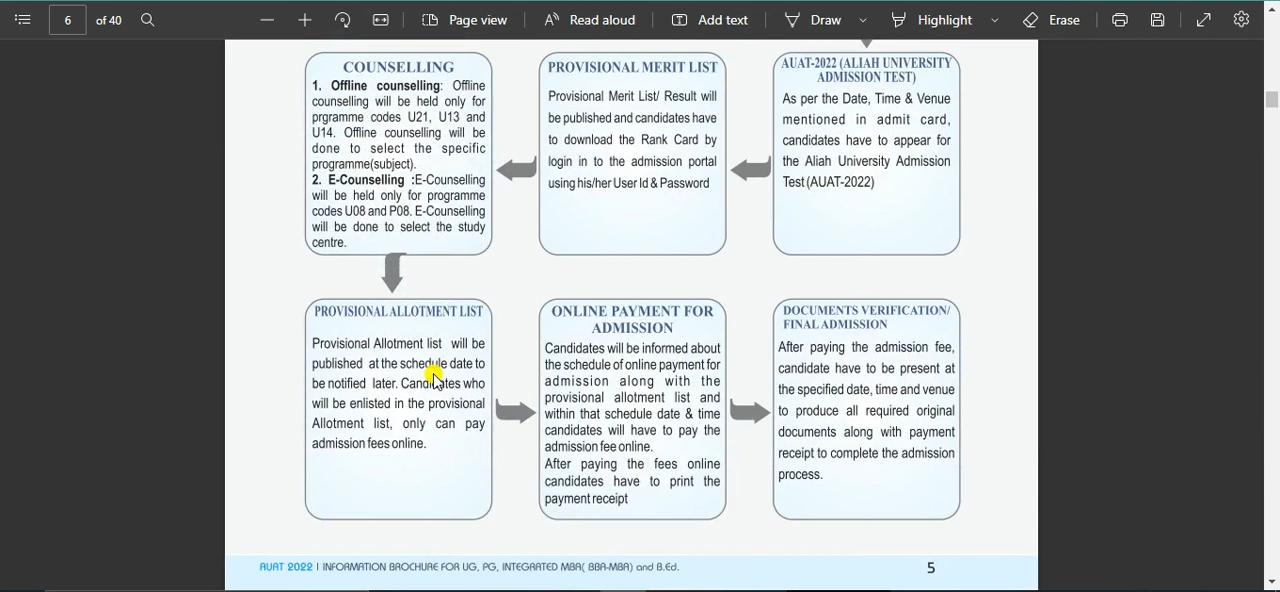 6
of 40
Page view
Read aloud
Add text
Draw
Highlight
Erase
COUNSELLING
1. Offline counselling: Offline
counselling will be held only for
prgramme codes U21, U13 and
U14. Offline counselling will be
done to select the specific
programme(subject).
2. E-Counselling :E-Counselling
will be held only for programme
codes U08 and P08. E-Counselling
will be done to select the study
centre.
PROVISIONAL MERIT LIST
Provisional Merit List/ Result will
be published and candidates have
to download the Rank Card by
login in to the admission portal
using his/her User Id & Password
AUAT-2022 (ALIAH UNIVERSITY
ADMISSION TEST)
As per the Date, Time & Venue
mentioned in admit card,
candidates have to appear for
the Aliah University Admission
Test (AUAT-2022)
PROVISIONAL ALLOTMENT LIST
Provisional Allotment list will be
published at the schedule date to
be notified later. Candidates who
will be enlisted in the provisional
Allotment list, only can pay
admission fees online.
ONLINE PAYMENT FOR
ADMISSION
Candidates will be informed about
the schedule of online payment for
admission along with the
provisional allotment list and
within that schedule date & time
candidates will have to pay the
admission fee online.
After paying the fees online
candidates have to print the
payment receipt
DOCUMENTS VERIFICATION/
FINAL ADMISSION
After paying the admission fee,
candidate have to be present at
the specified date, time and venue
to produce all required original
documents along with payment
receipt to complete the admission
process.
AUAT 2022 I INFORMATION BROCHURE FOR UG, PG, INTEGRATED MBA( BBA-MBA) and B.Ed.
5